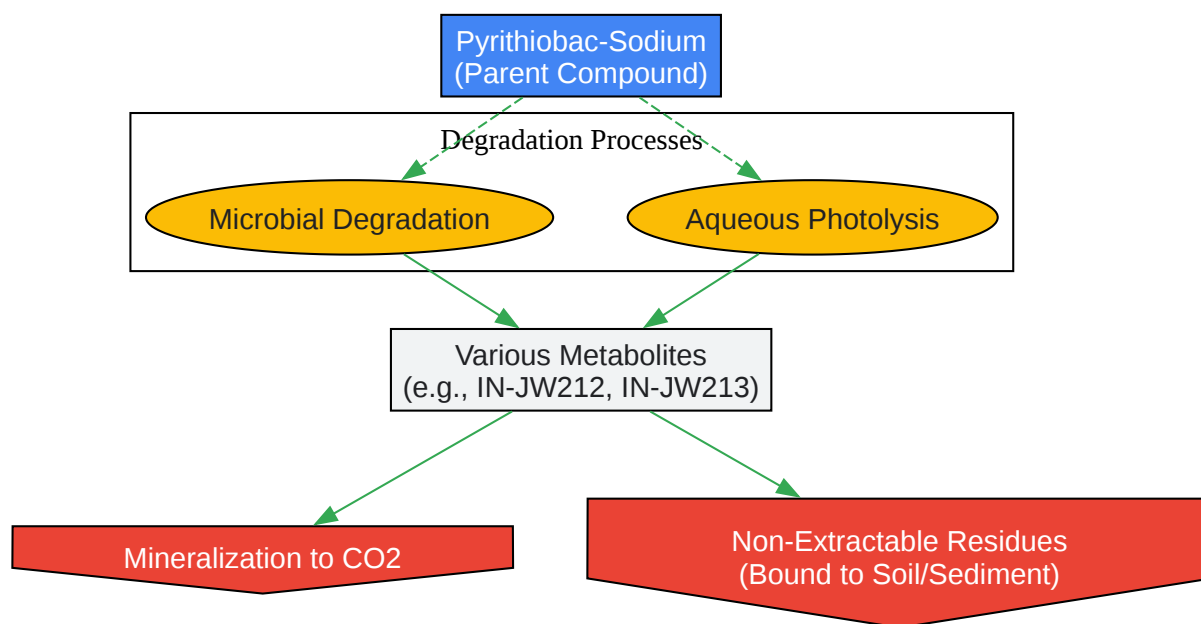 Pyrithiobac-Sodium
(Parent Compound)
Degradation Processes
Microbial Degradation
Aqueous Photolysis
Various Metabolites
(e.g., IN-JW212, IN-JW213)
Mineralization to CO2
Non-Extractable Residues
(Bound to Soil/Sediment)